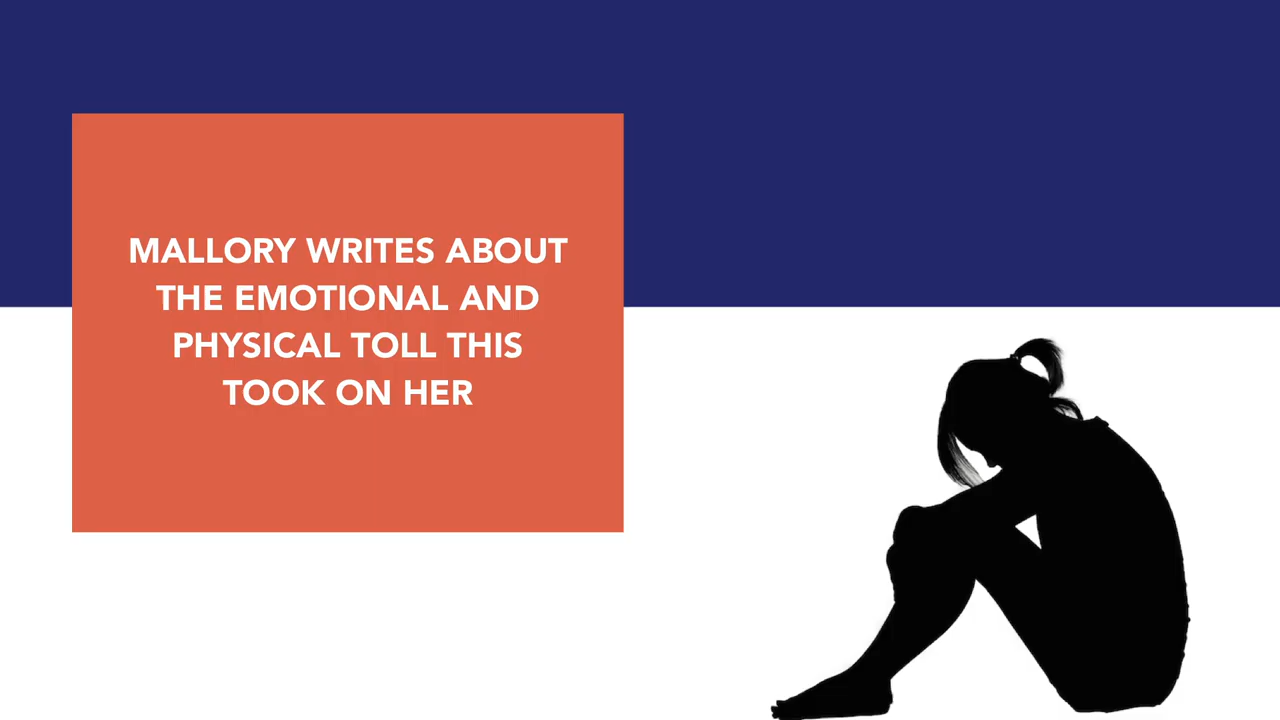 MALLORY WRITES ABOUT
THE EMOTIONAL AND
PHYSICAL TOLL THIS
TOOK ON HER